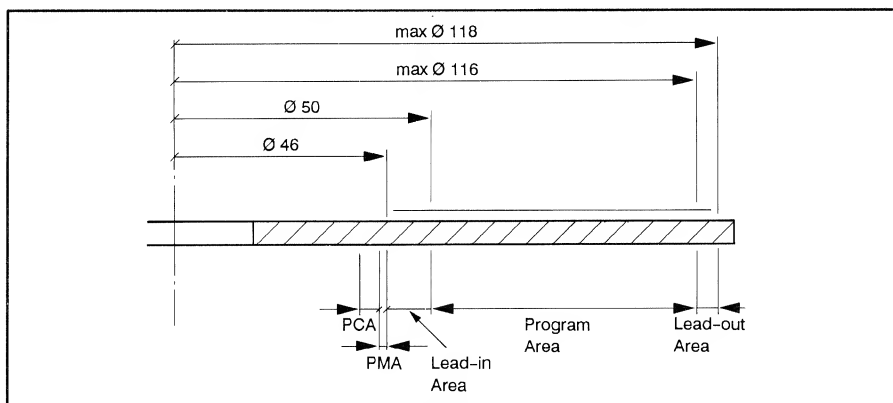 max Ø 118
max Ø 116
Ø 50
Ø 46
PCA
PMA
Lead-in
Area
Program
Area
Lead-out
Area